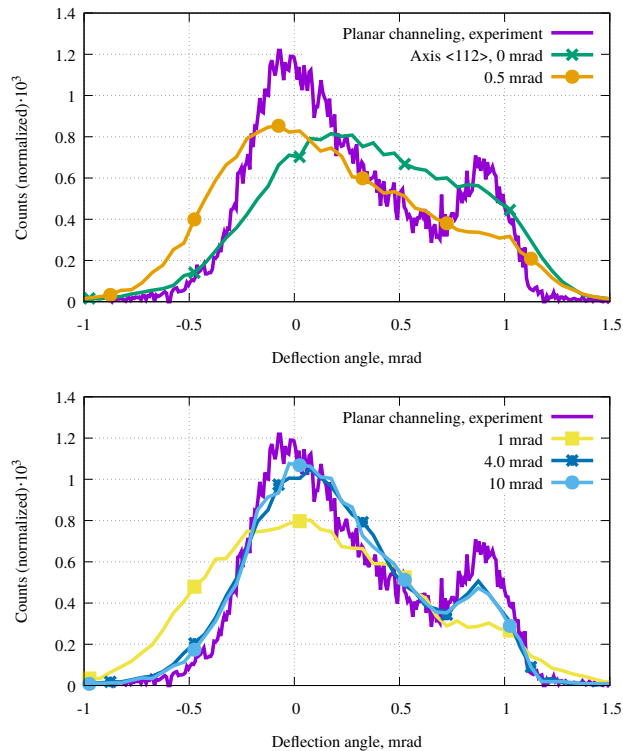 1.4
1.2
1
0.8
0.6
0.4
0.2
0
Counts (normalized)·10³
Planar channeling, experiment
Axis <112>, 0 mrad
0.5 mrad
-1 -0.5 0 0.5 1 1.5
Deflection angle, mrad
1.4
1.2
1
0.8
0.6
0.4
0.2
0
Counts (normalized)·10³
Planar channeling, experiment
1 mrad
4.0 mrad
10 mrad
-1 -0.5 0 0.5 1 1.5
Deflection angle, mrad